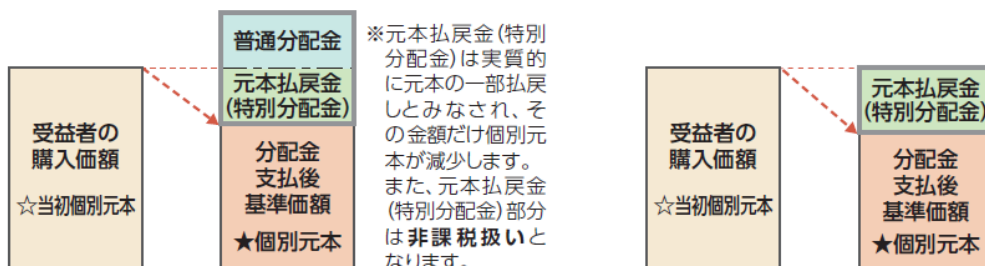 受益者の
購入価額
☆当初個別元本
普通分配金
元本払戻金
(特別分配金)
分配金
支払後
基準価額
★個別元本
※元本払戻金(特別
分配金)は実質的
に元本の一部払戻
しとみなされ、そ
の金額だけ個別元
本が減少します。
また、元本払戻金
(特別分配金)部分
は非課税扱いと
なります。
受益者の
購入価額
☆当初個別元本
元本払戻金
(特別分配金)
分配金
支払後
基準価額
★個別元本